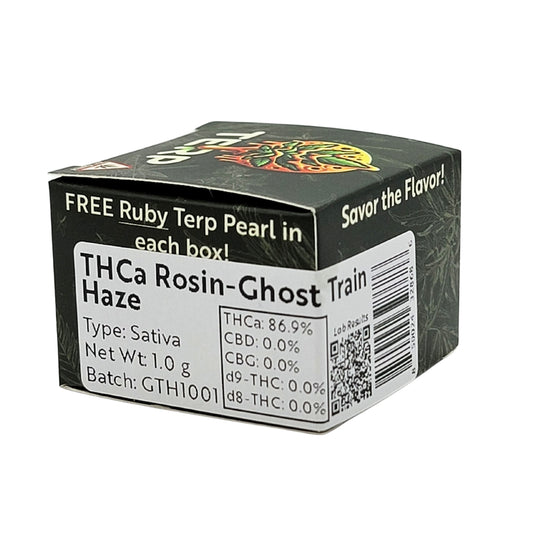 TERP
FREE Ruby Terp Pearl in
each box!
Savor the Flavor!
THCa Rosin-Ghost Train
Haze
Type: Sativa
Net Wt: 1.0 g
Batch: GTH1001
THCa: 86.9%
CBD: 0.0%
CBG: 0.0%
d9-THC: 0.0%
d8-THC: 0.0%
Lab Results